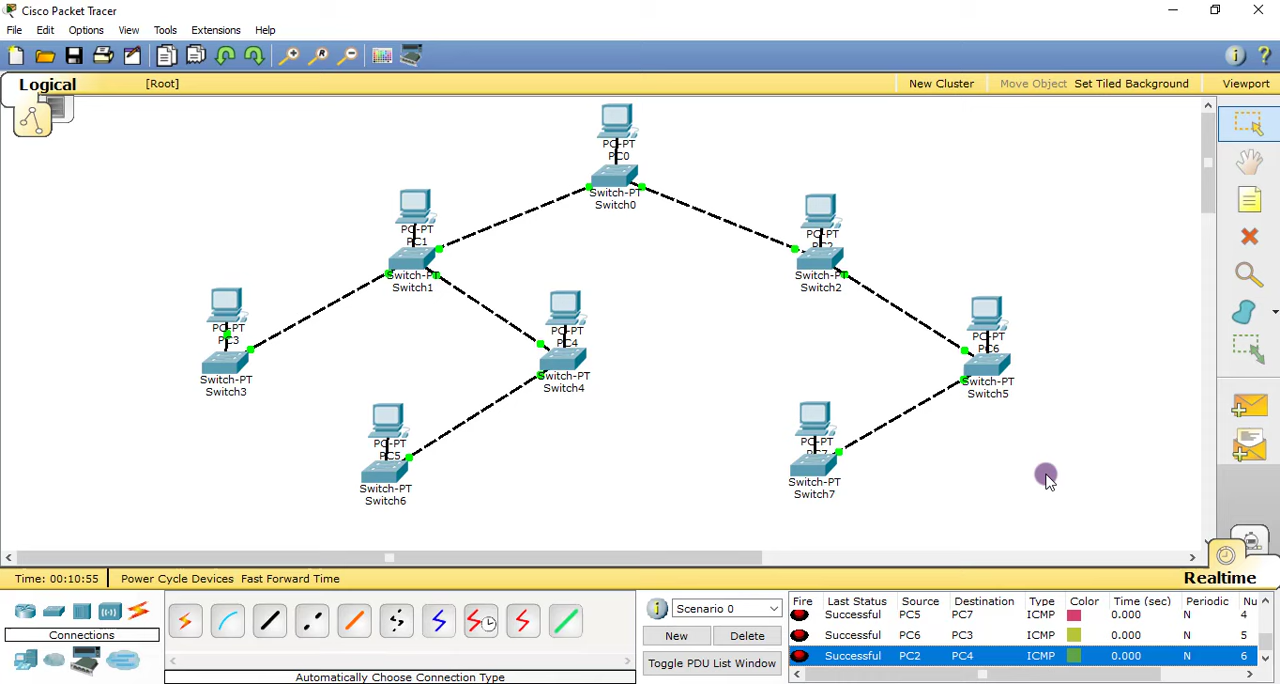 Cisco Packet Tracer
File Edit Options View Tools Extensions Help
Logical [Root] New Cluster Move Object Set Tiled Background Viewport
PC-PT
PC0
Switch-PT
Switch0
PC-PT
PC1
Switch-PT
Switch1
PC-PT
PC2
Switch-PT
Switch2
PC-PT
PC3
Switch-PT
Switch3
PC-PT
PC4
Switch-PT
Switch4
PC-PT
PC6
Switch-PT
Switch5
PC-PT
PC5
Switch-PT
Switch6
PC-PT
PC7
Switch-PT
Switch7
Time: 00:10:55 Power Cycle Devices Fast Forward Time Realtime
Connections
Automatically Choose Connection Type
Scenario 0
New Delete
Toggle PDU List Window
Fire Last Status Source Destination Type Color Time (sec) Periodic Nu
Successful PC5 PC7 ICMP 0.000 N 4
Successful PC6 PC3 ICMP 0.000 N 5
Successful PC2 PC4 ICMP 0.000 N 6